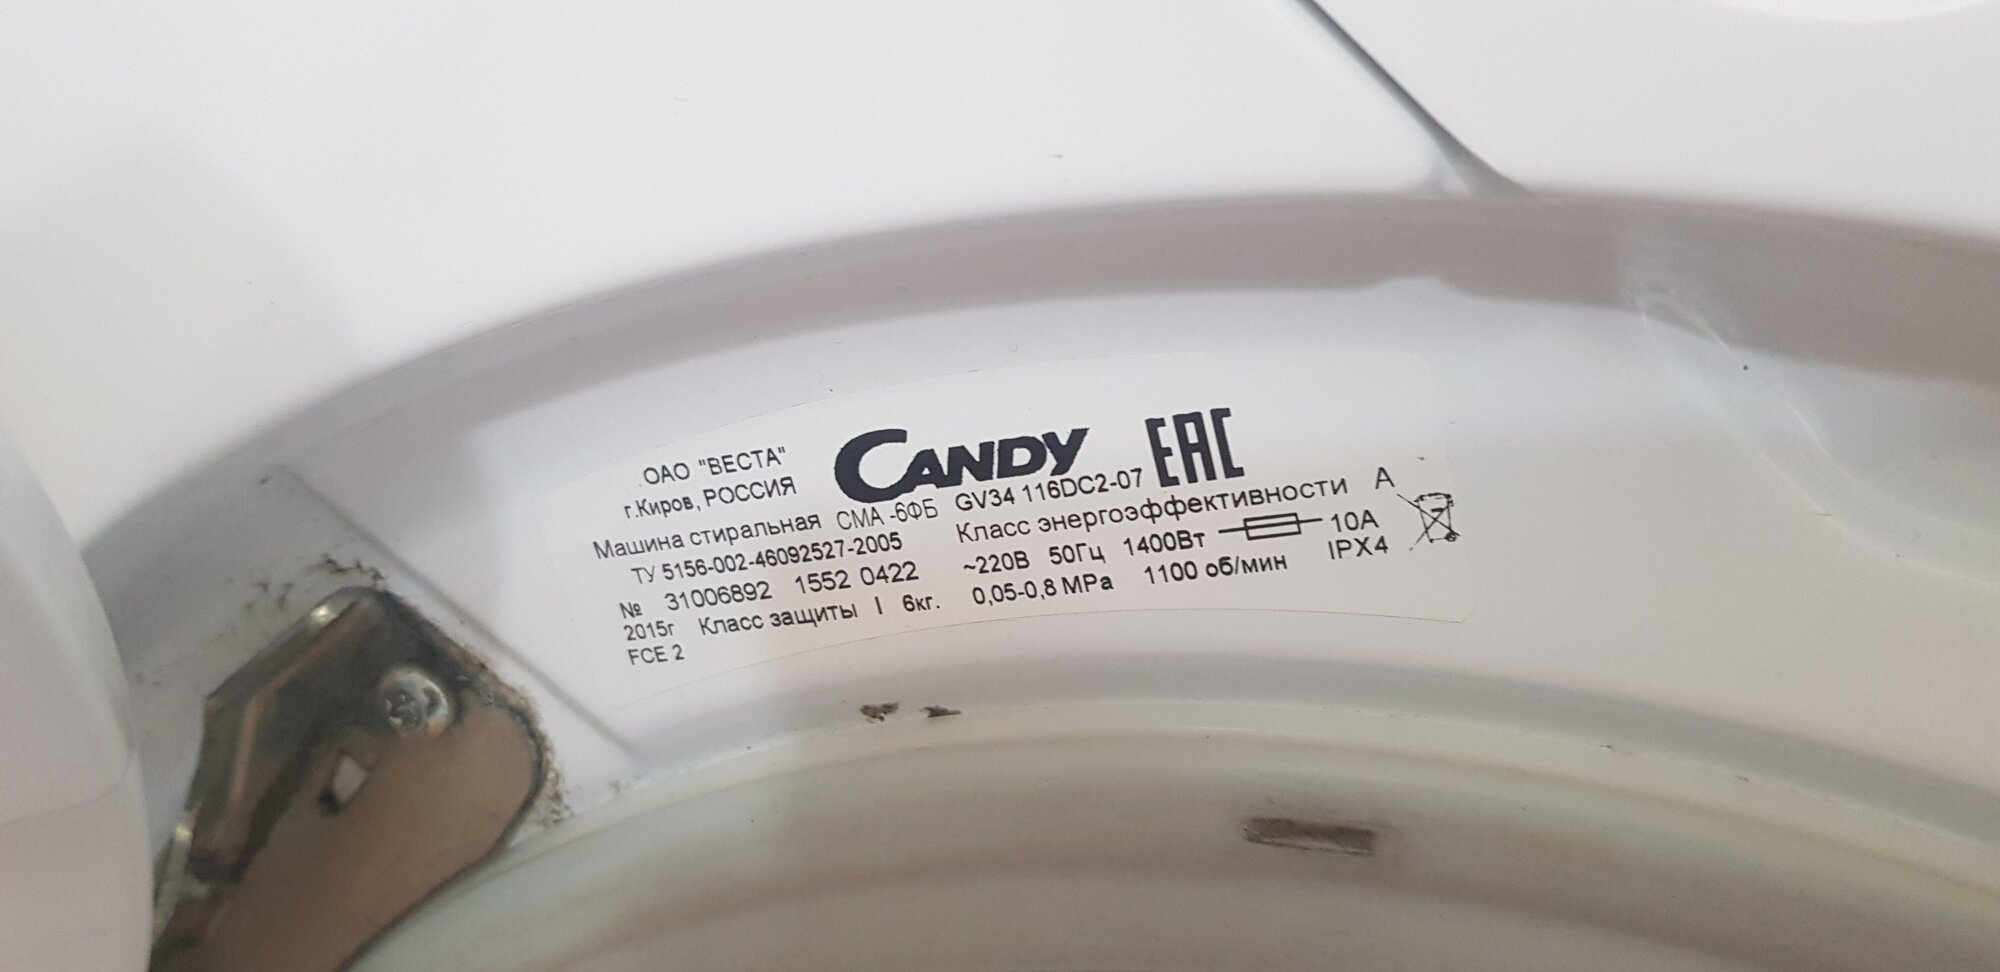 ОАО "ВЕСТА"
г.Киров, РОССИЯ
CANDY EAC
Машина стиральная СМА -6ФБ GV34 116DC2-07
ТУ 5156-002-46092527-2005 Класс энергоэффективности A
№ 31006892 1552 0422 ~220В 50Гц 1400Вт 10А
2015г Класс защиты I 6кг. 0,05-0,8 MPa 1100 об/мин IPX4
FCE 2